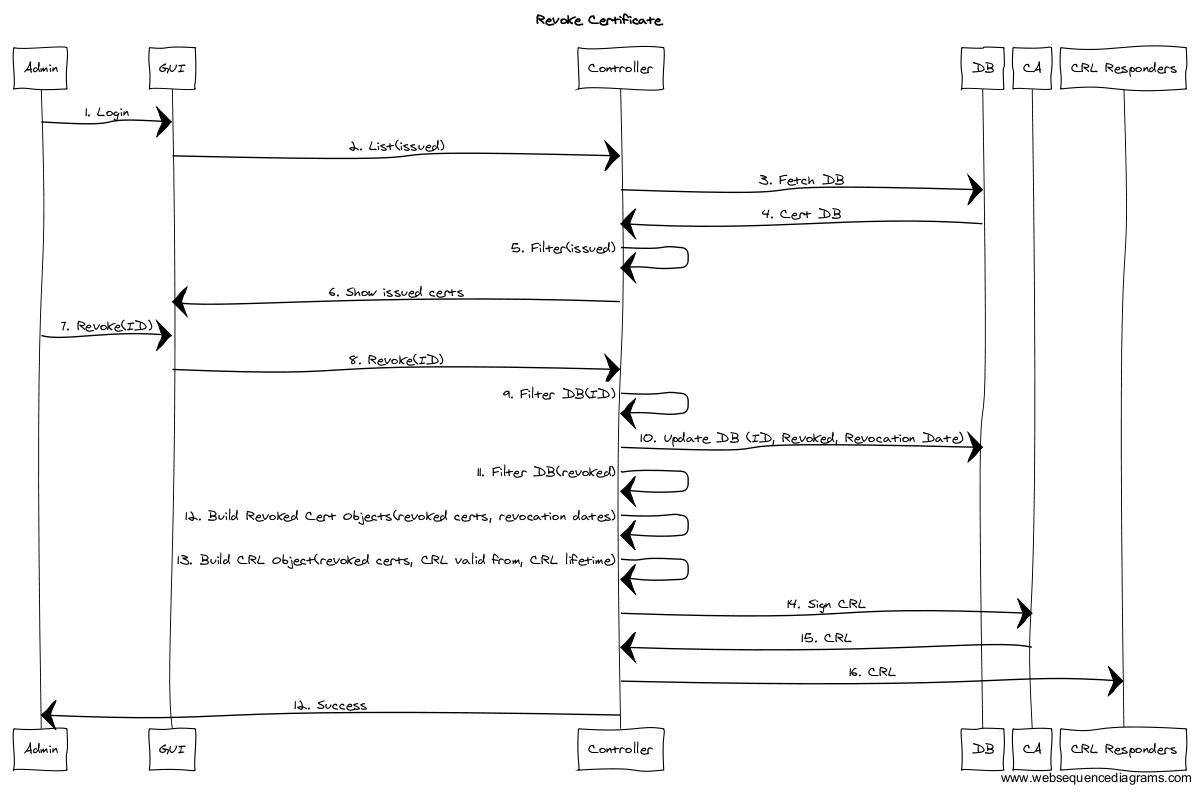 Revoke Certificate
Admin GUI Controller DB CA CRL Responders
1. Login
2. List(issued)
3. Fetch DB
4. Cert DB
5. Filter(issued)
6. Show issued certs
7. Revoke(ID)
8. Revoke(ID)
9. Filter DB(ID)
10. Update DB (ID, Revoked, Revocation Date)
11. Filter DB(revoked)
12. Build Revoked Cert Objects(revoked certs, revocation dates)
13. Build CRL Object(revoked certs, CRL valid from, CRL lifetime)
14. Sign CRL
15. CRL
16. CRL
12. Success
Admin GUI Controller DB CA CRL Responders
www.websequencediagrams.com